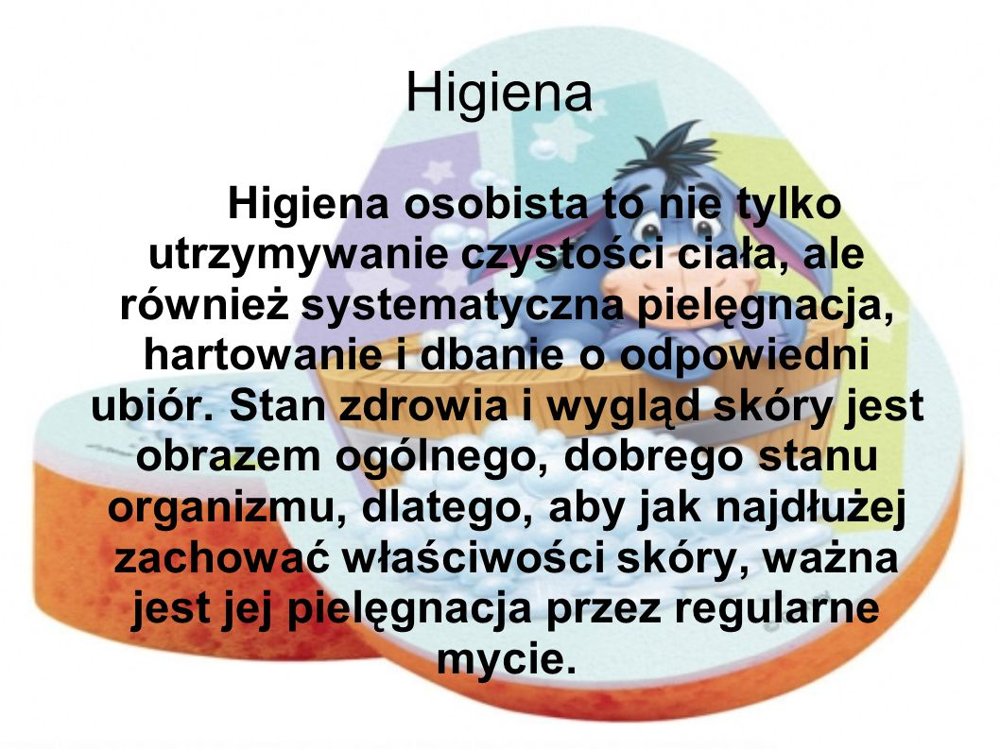 Higiena
Higiena osobista to nie tylko
utrzymywanie czystości ciała, ale
również systematyczna pielęgnacja,
hartowanie i dbanie o odpowiedni
ubiór. Stan zdrowia i wygląd skóry jest
obrazem ogólnego, dobrego stanu
organizmu, dlatego, aby jak najdłużej
zachować właściwości skóry, ważna
jest jej pielęgnacja przez regularne
mycie.